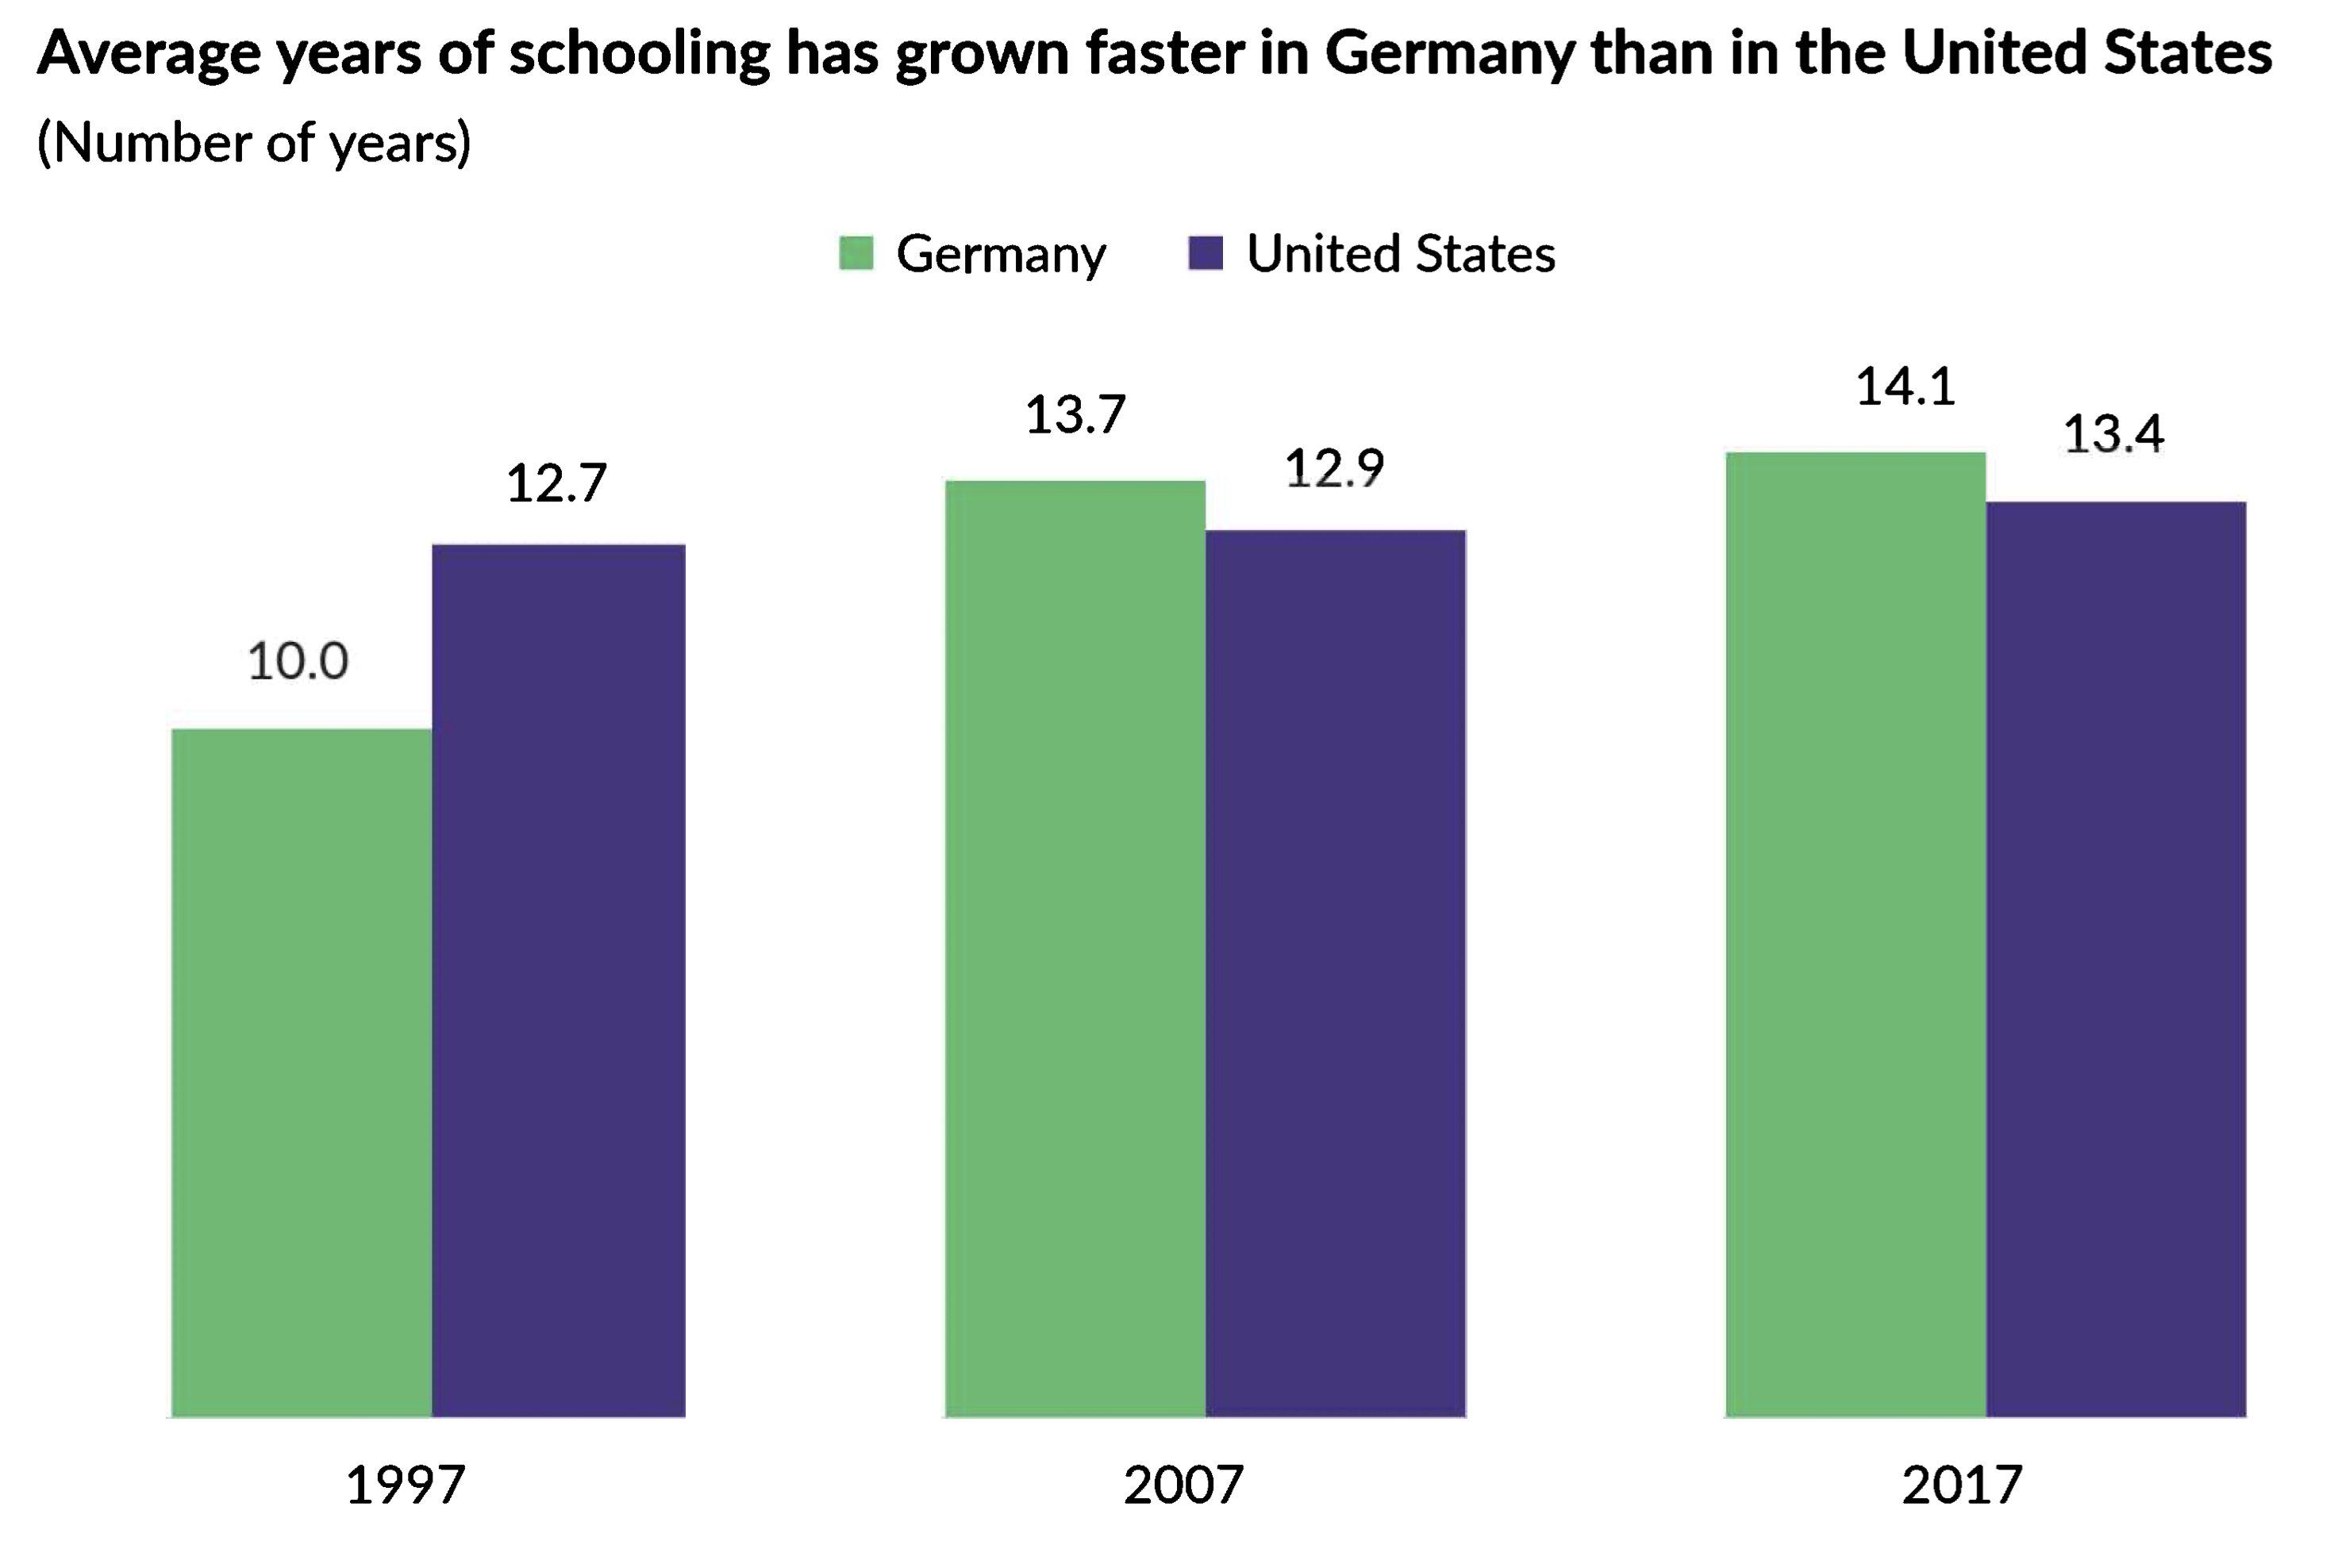 Average years of schooling has grown faster in Germany than in the United States
(Number of years)
Germany United States
10.0 12.7 13.7 12.9 14.1 13.4
1997 2007 2017